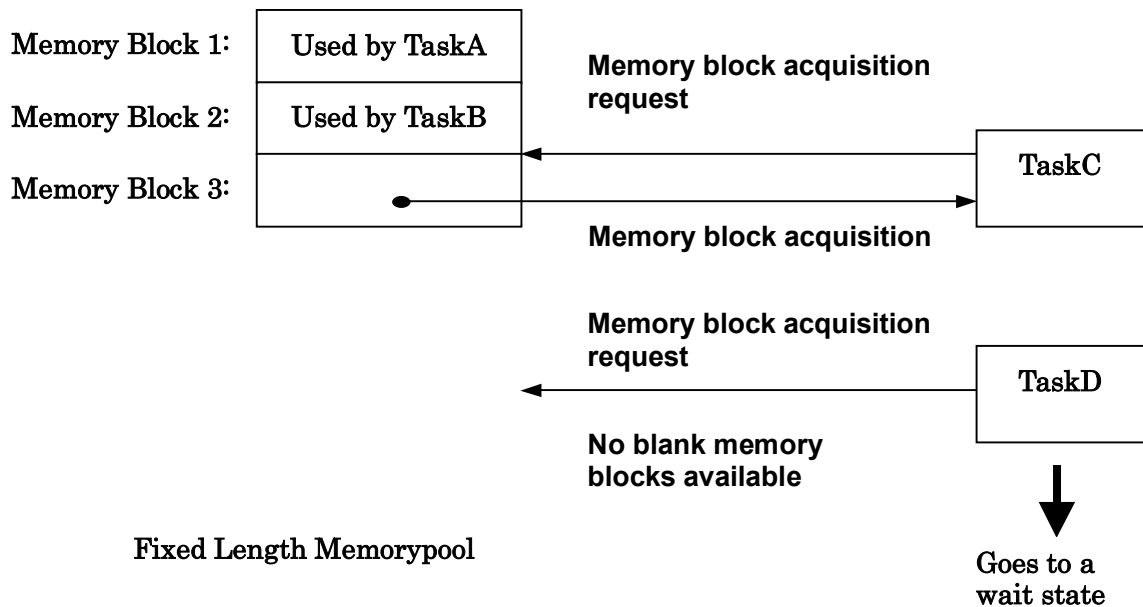 Memory Block 1:
Used by TaskA
Memory Block 2:
Used by TaskB
Memory Block 3:
Memory block acquisition
request
TaskC
Memory block acquisition
Memory block acquisition
request
TaskD
No blank memory
blocks available
Fixed Length Memorypool
Goes to a
wait state